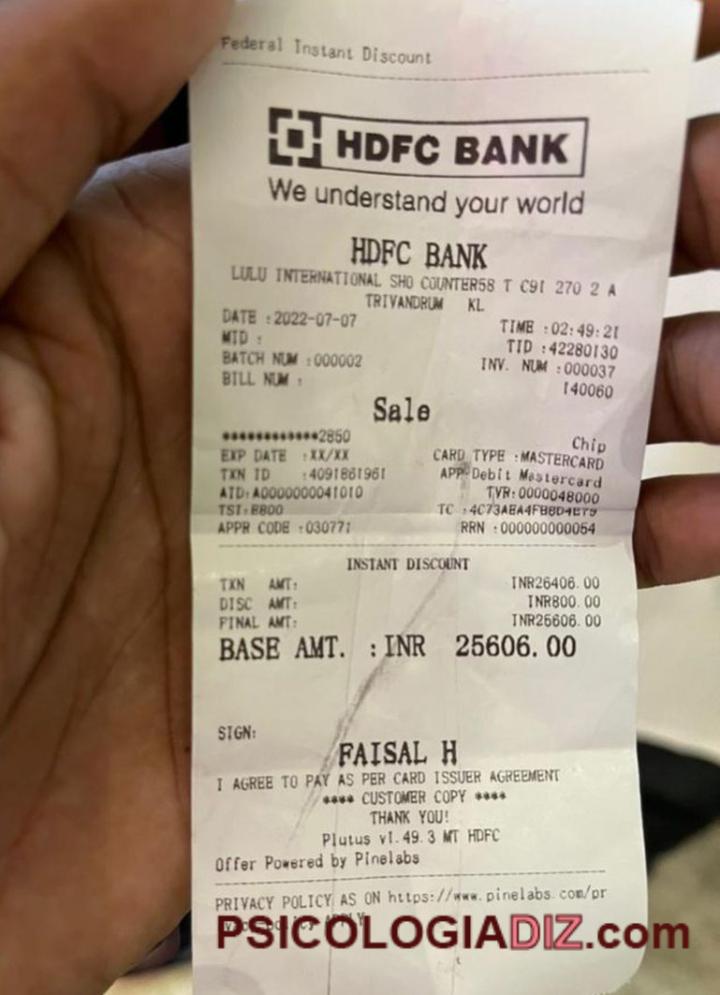 Federal Instant Discount
HDFC BANK
We understand your world
HDFC BANK
LULU INTERNATIONAL SHO COUNTER58 T C91 270 2 A
TRIVANDRUM KL
DATE :2022-07-07 TIME :02:49:21
MID : TID :42280130
BATCH NUM :000002 INV. NUM :000037
BILL NUM : 140060
Sale
************2850 Chip
EXP DATE :XX/XX CARD TYPE :MASTERCARD
TXN ID :4091861961 APP: Debit Mastercard
AID:A0000000041010 TVR:0000048000
TSI:E800 TC :4C73AEA4FB8D4E79
APPR CODE :030771 RRN :000000000054
INSTANT DISCOUNT
TXN AMT: INR26406.00
DISC AMT: INR800.00
FINAL AMT: INR25606.00
BASE AMT. :INR 25606.00
SIGN:
FAISAL H
I AGREE TO PAY AS PER CARD ISSUER AGREEMENT
**** CUSTOMER COPY ****
THANK YOU!
Plutus v1.49.3 MT HDFC
Offer Powered by Pinelabs
PRIVACY POLICY AS ON https://www.pinelabs.com/pr
PSICOLOGIADIZ.com